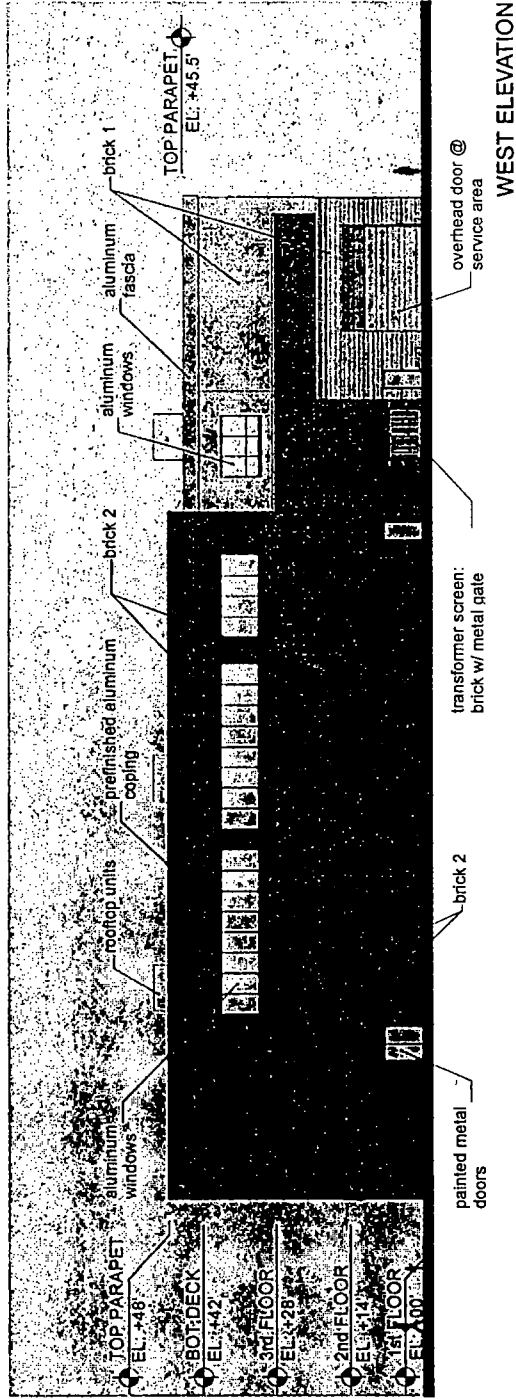 TOP PARAPET
EL: +48'
BOT. DECK
EL: +42'
3rd FLOOR
EL: +28'
2nd FLOOR
EL: +14'
1st FLOOR
aluminum
windows
rooftop units
prefinished aluminum
coping
brick 2
aluminum
windows
aluminum
fascia
brick 1
TOP PARAPET
EL: +45.5'
painted metal
doors
brick 2
transformer screen:
brick w/ metal gate
overhead door @
service area
WEST ELEVATION